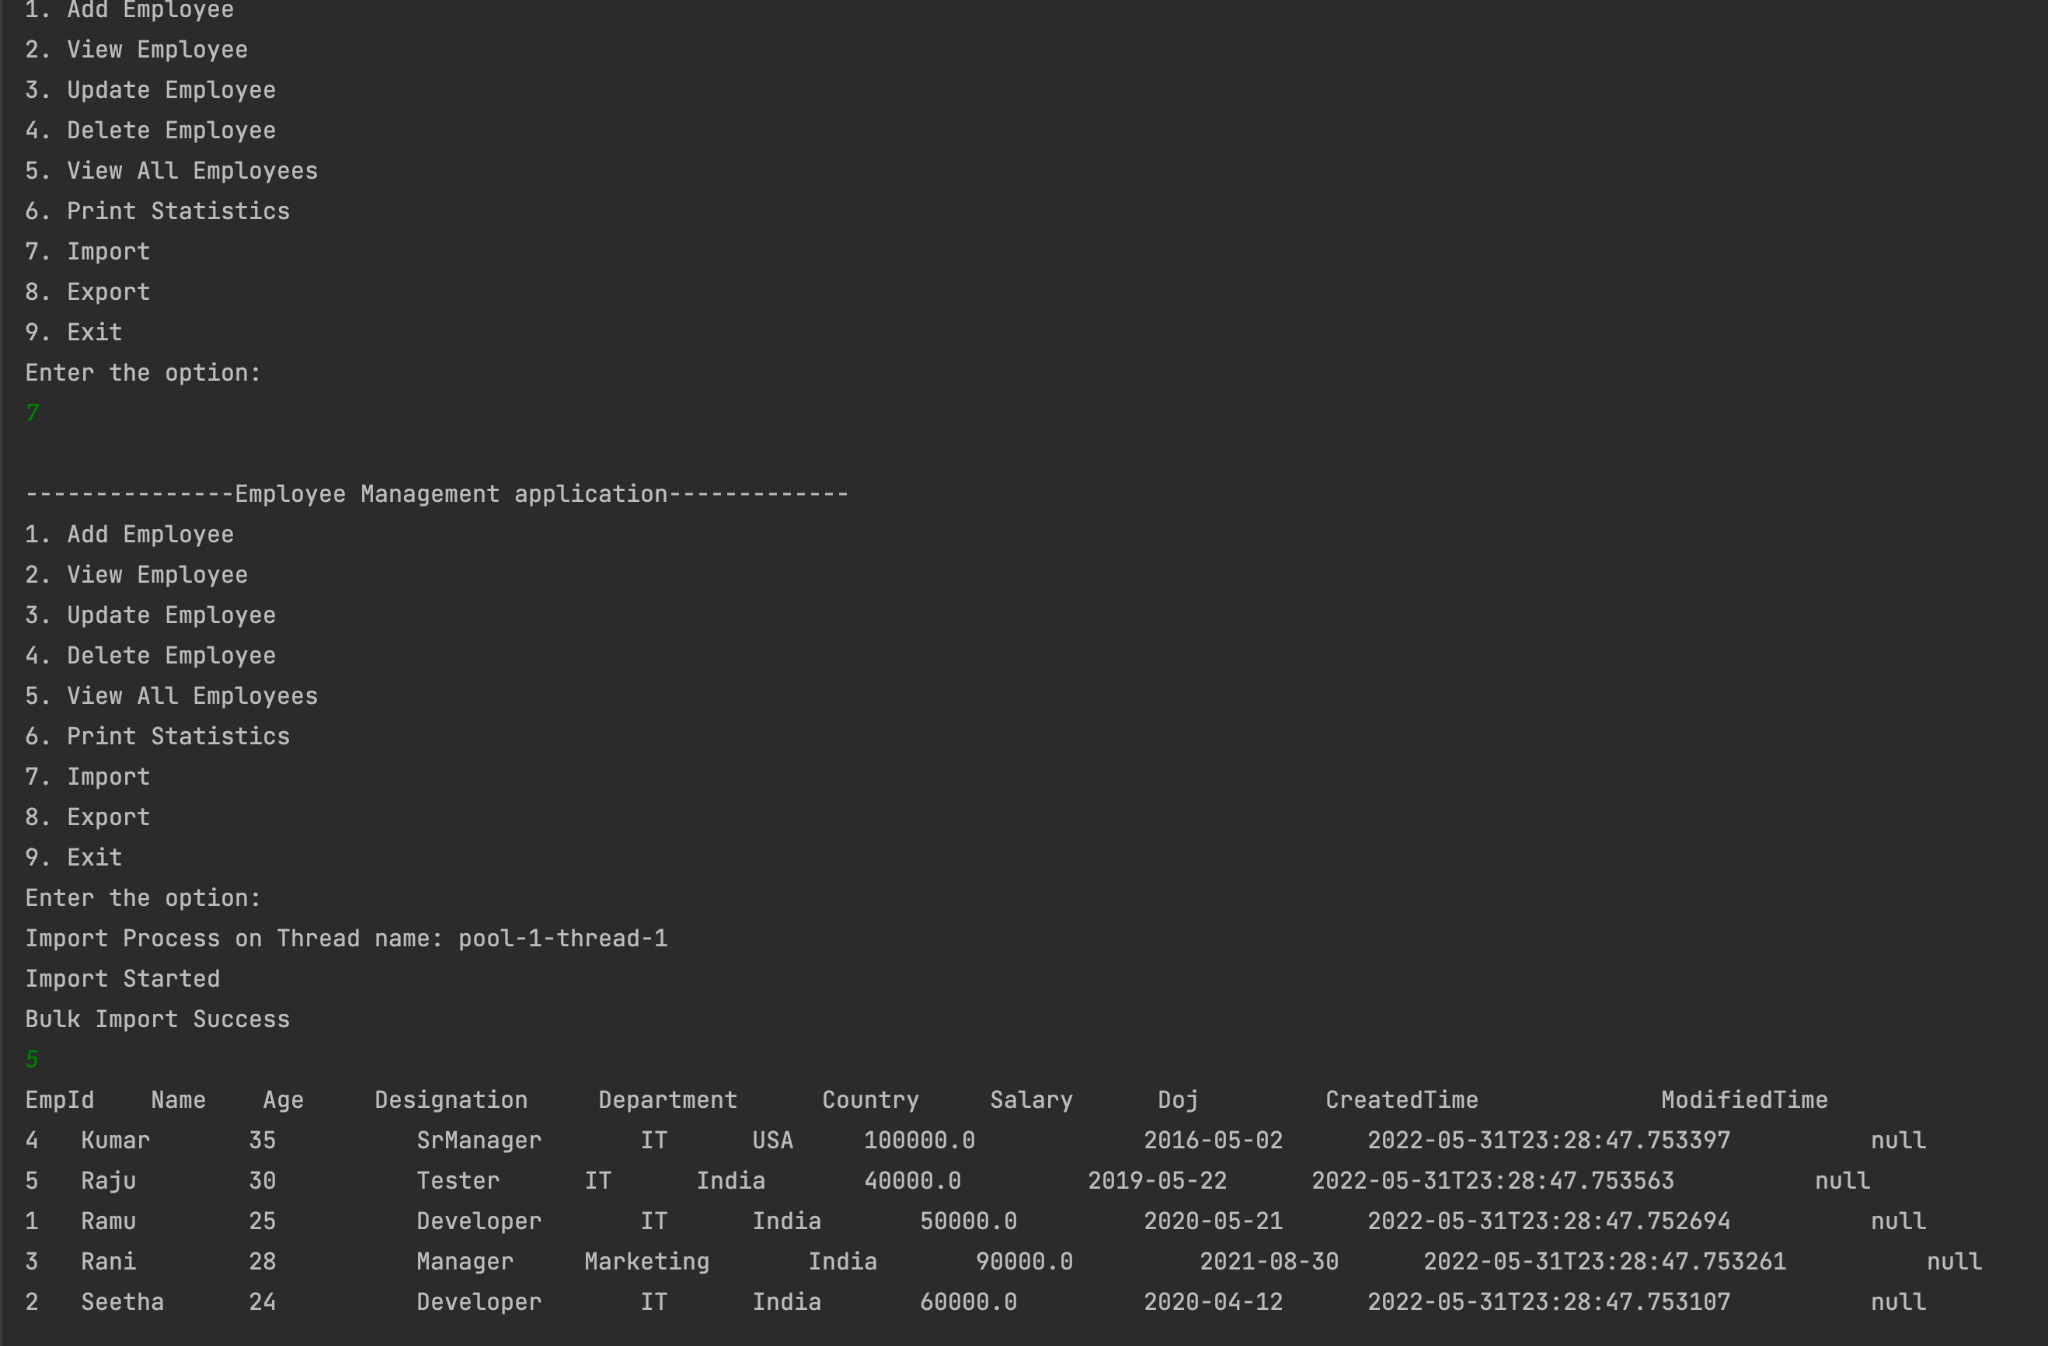 1. Add Employee
2. View Employee
3. Update Employee
4. Delete Employee
5. View All Employees
6. Print Statistics
7. Import
8. Export
9. Exit
Enter the option:
7
---------------Employee Management application-------------
1. Add Employee
2. View Employee
3. Update Employee
4. Delete Employee
5. View All Employees
6. Print Statistics
7. Import
8. Export
9. Exit
Enter the option:
Import Process on Thread name: pool-1-thread-1
Import Started
Bulk Import Success
5
EmpId Name Age Designation Department Country Salary Doj CreatedTime ModifiedTime
4 Kumar 35 SrManager IT USA 100000.0 2016-05-02 2022-05-31T23:28:47.753397 null
5 Raju 30 Tester IT India 40000.0 2019-05-22 2022-05-31T23:28:47.753563 null
1 Ramu 25 Developer IT India 50000.0 2020-05-21 2022-05-31T23:28:47.752694 null
3 Rani 28 Manager Marketing India 90000.0 2021-08-30 2022-05-31T23:28:47.753261 null
2 Seetha 24 Developer IT India 60000.0 2020-04-12 2022-05-31T23:28:47.753107 null